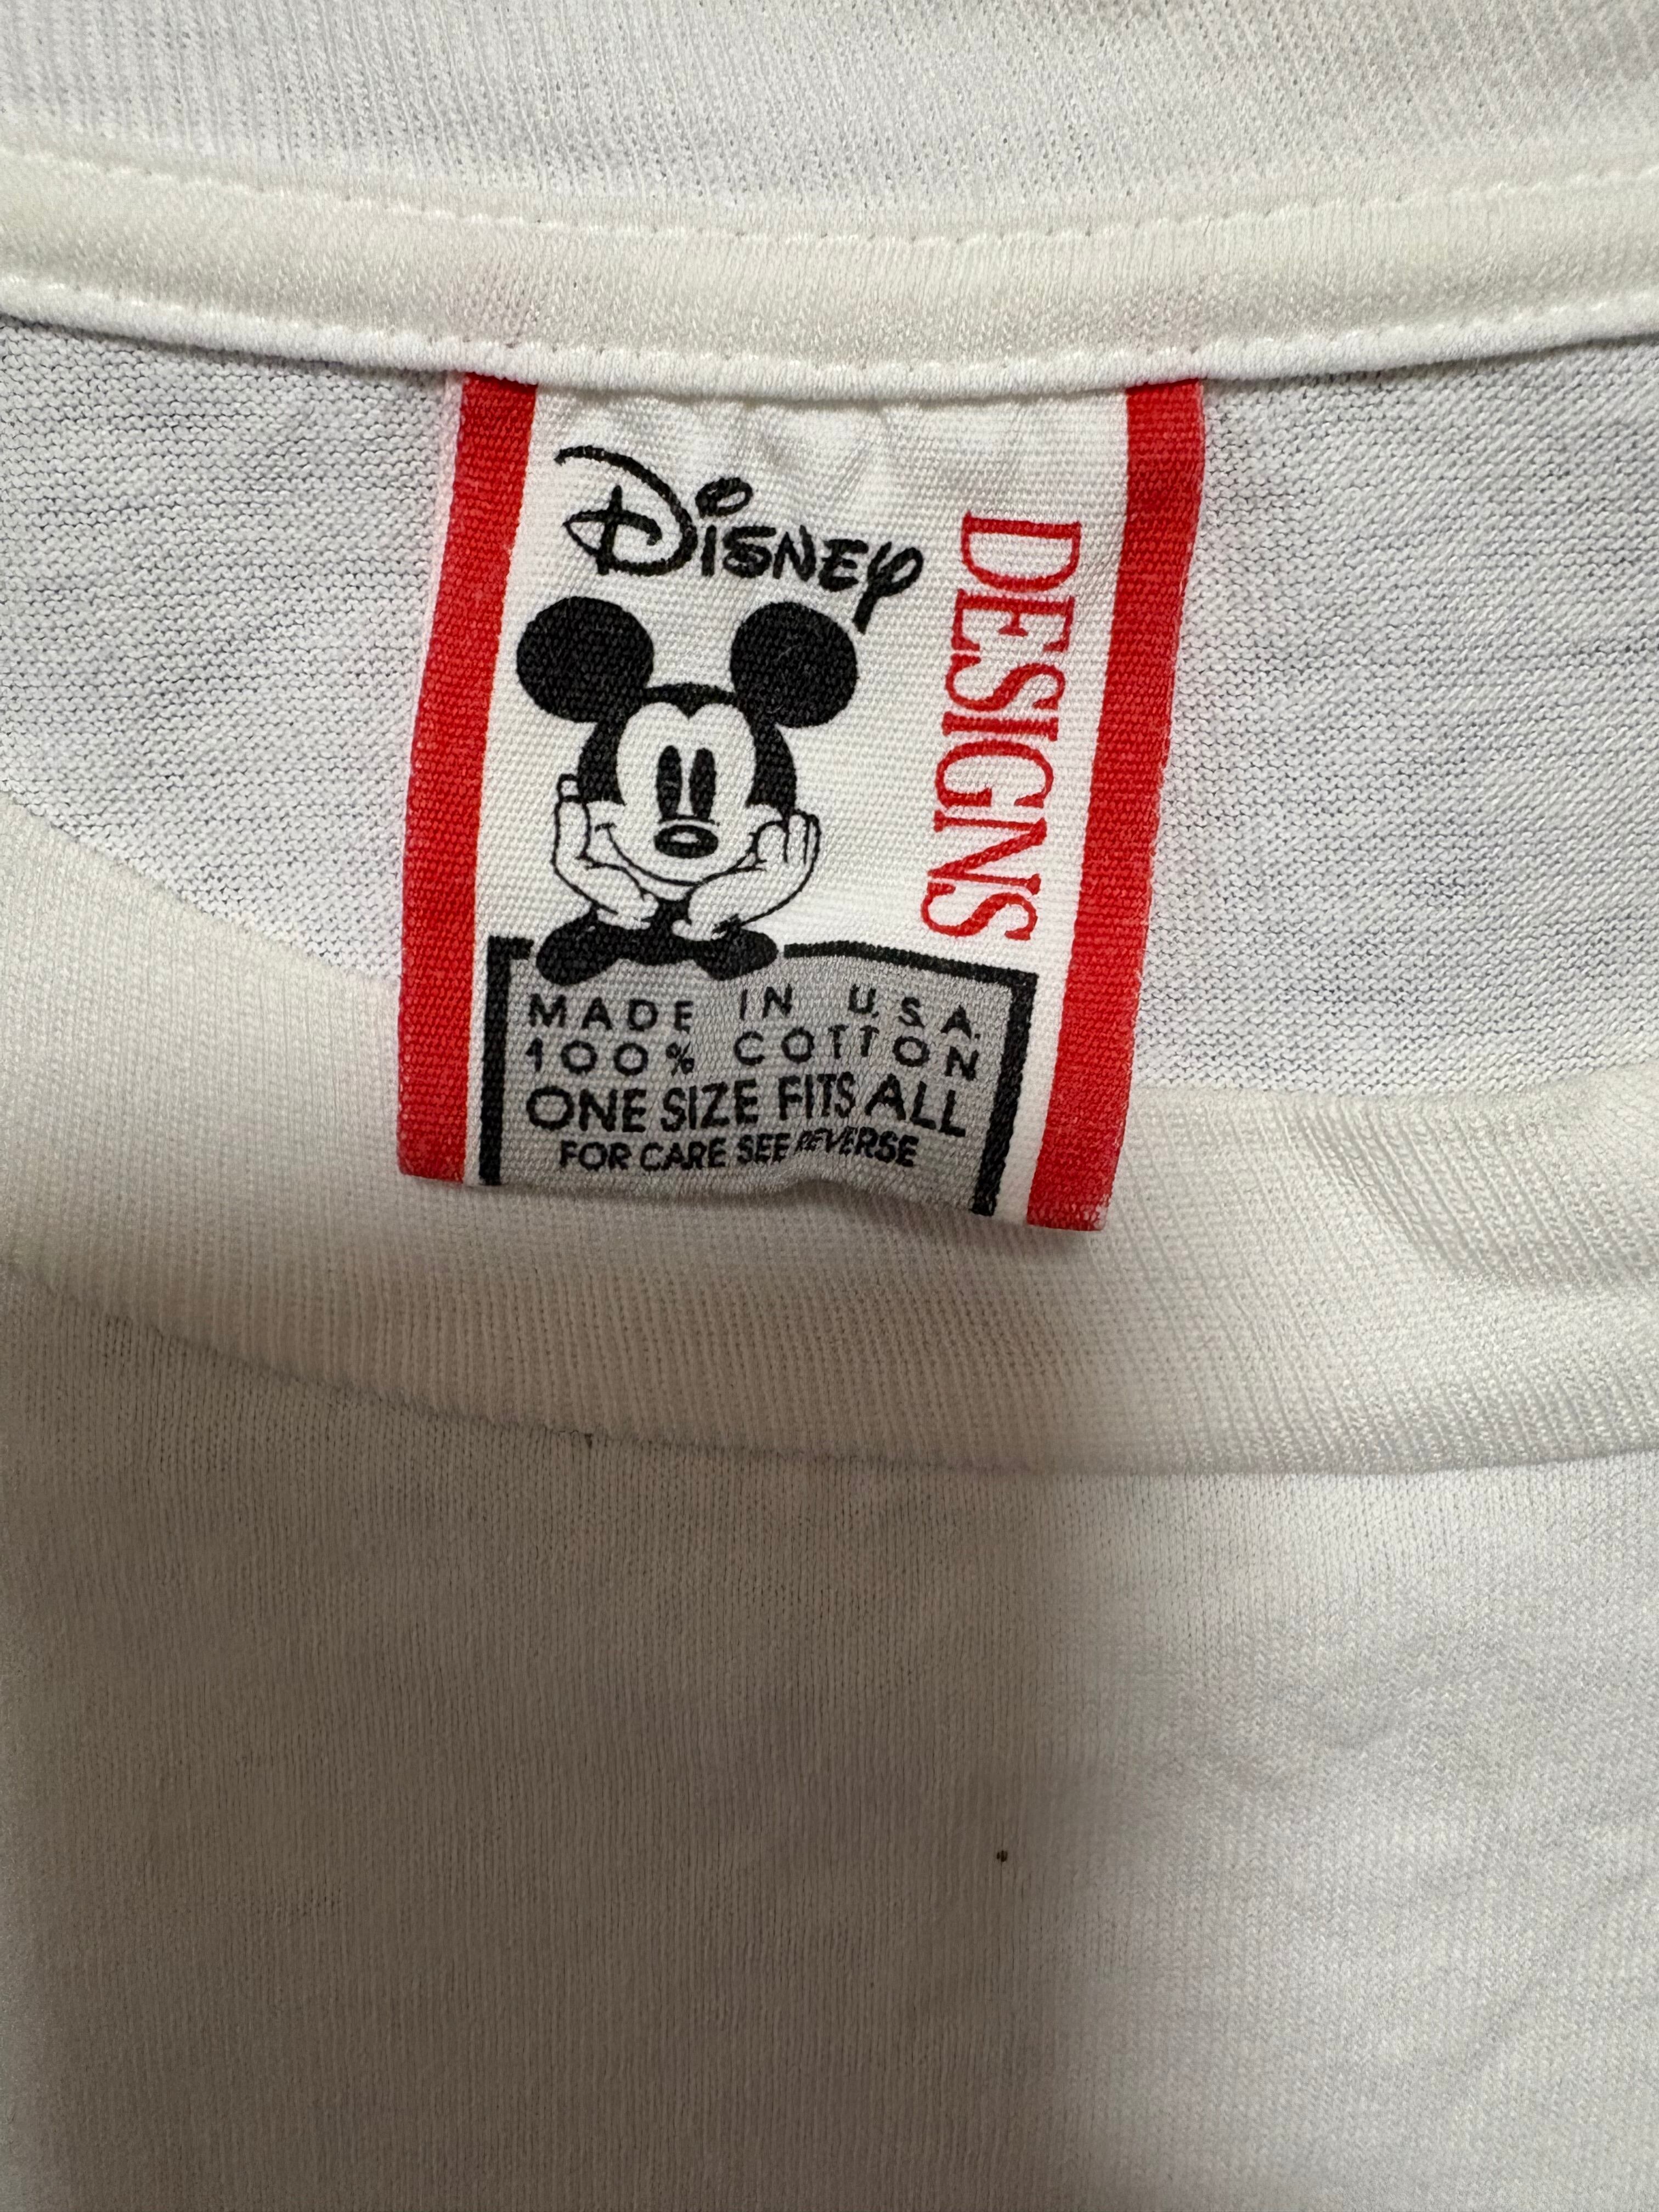 Disney
DESIGNS
MADE IN U.S.A.
100% COTTON
ONE SIZE FITS ALL
FOR CARE SEE REVERSE